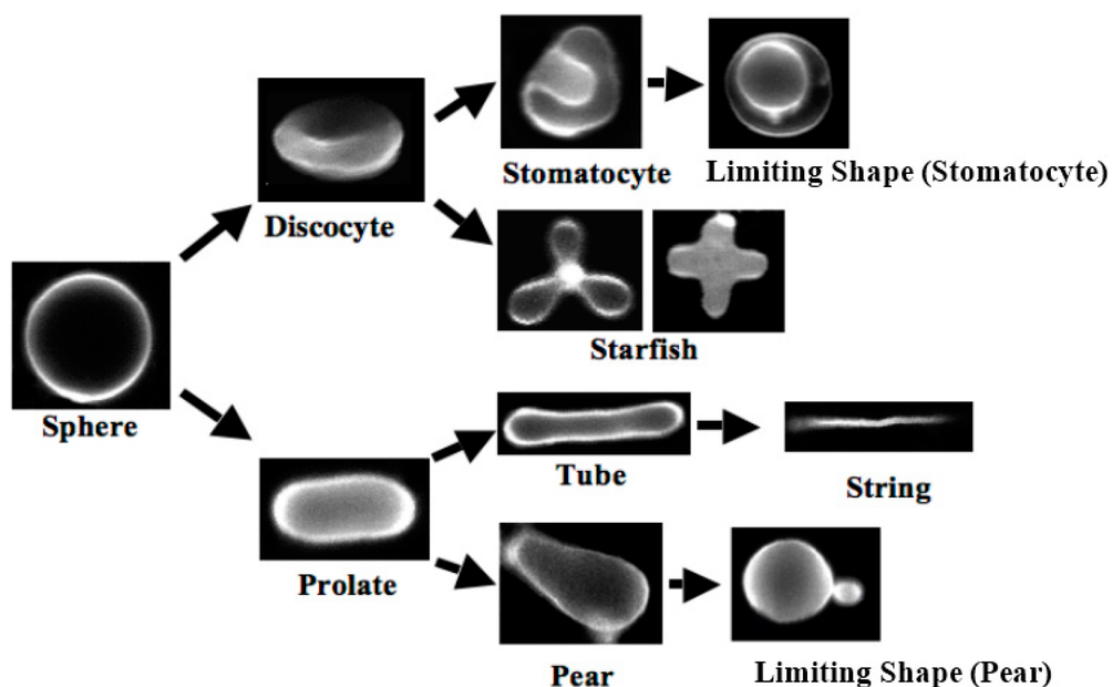 Stomatocyte
Limiting Shape (Stomatocyte)
Discocyte
Starfish
Sphere
Tube
String
Prolate
Pear
Limiting Shape (Pear)